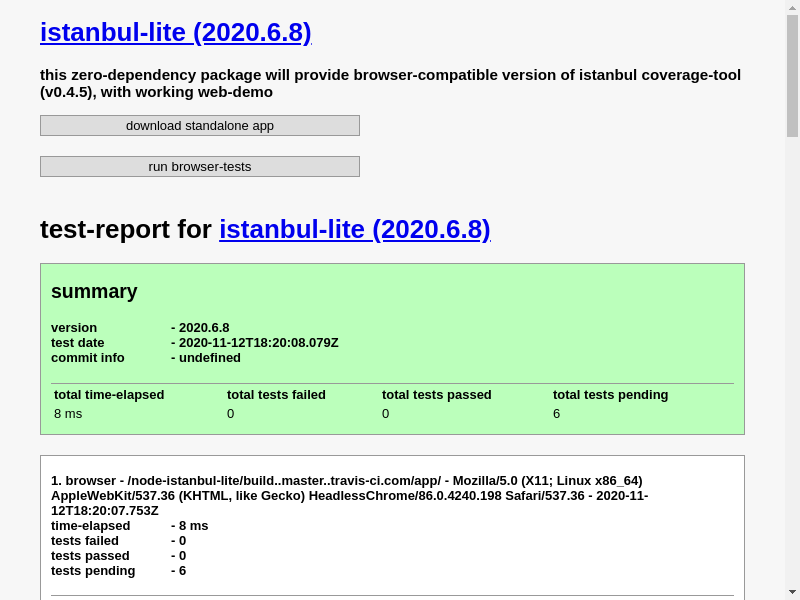 istanbul-lite (2020.6.8)
this zero-dependency package will provide browser-compatible version of istanbul coverage-tool
(v0.4.5), with working web-demo
download standalone app
run browser-tests
test-report for istanbul-lite (2020.6.8)
summary
version - 2020.6.8
test date - 2020-11-12T18:20:08.079Z
commit info - undefined
total time-elapsed total tests failed total tests passed total tests pending
8 ms 0 0 6
1. browser - /node-istanbul-lite/build..master..travis-ci.com/app/ - Mozilla/5.0 (X11; Linux x86_64)
AppleWebKit/537.36 (KHTML, like Gecko) HeadlessChrome/86.0.4240.198 Safari/537.36 - 2020-11-
12T18:20:07.753Z
time-elapsed - 8 ms
tests failed - 0
tests passed - 0
tests pending - 6